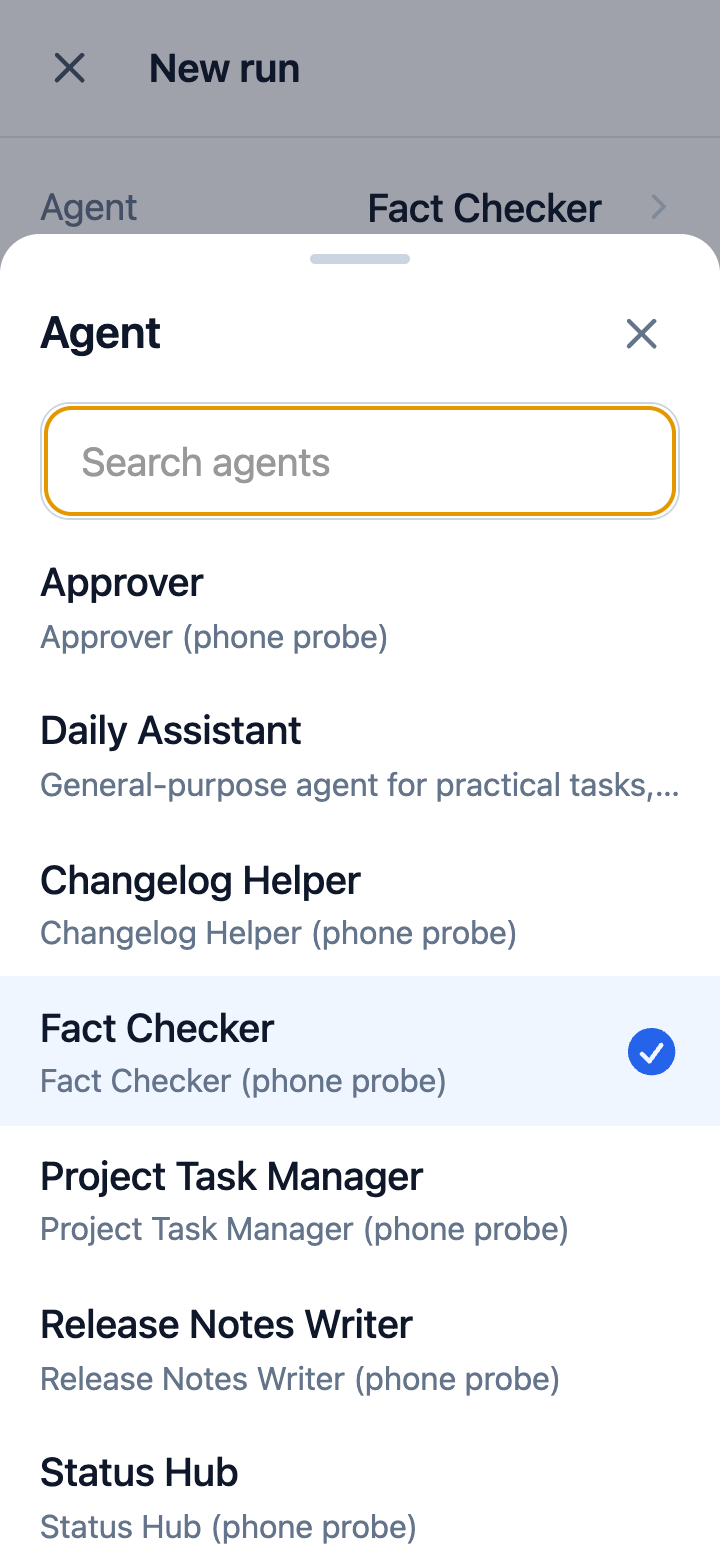 New run
Agent Fact Checker
Agent
Search agents
Approver
Approver (phone probe)
Daily Assistant
General-purpose agent for practical tasks,...
Changelog Helper
Changelog Helper (phone probe)
Fact Checker
Fact Checker (phone probe)
Project Task Manager
Project Task Manager (phone probe)
Release Notes Writer
Release Notes Writer (phone probe)
Status Hub
Status Hub (phone probe)